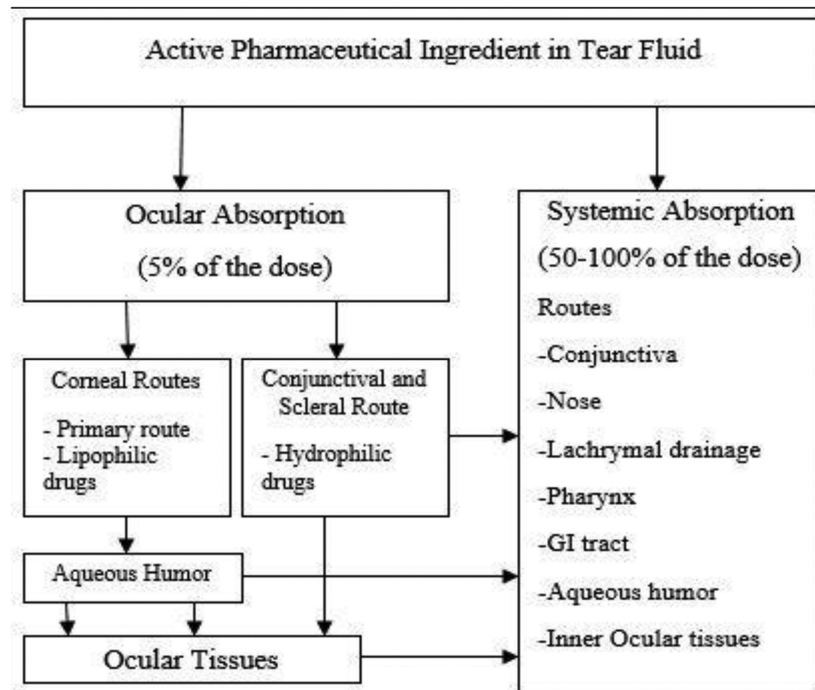 Active Pharmaceutical Ingredient in Tear Fluid
Ocular Absorption
(5% of the dose)
Systemic Absorption
(50-100% of the dose)
Routes
-Conjunctiva
-Nose
-Lachrymal drainage
-Pharynx
-GI tract
-Aqueous humor
-Inner Ocular tissues
Corneal Routes
- Primary route
- Lipophilic
drugs
Conjunctival and
Scleral Route
- Hydrophilic
drugs
Aqueous Humor
Ocular Tissues